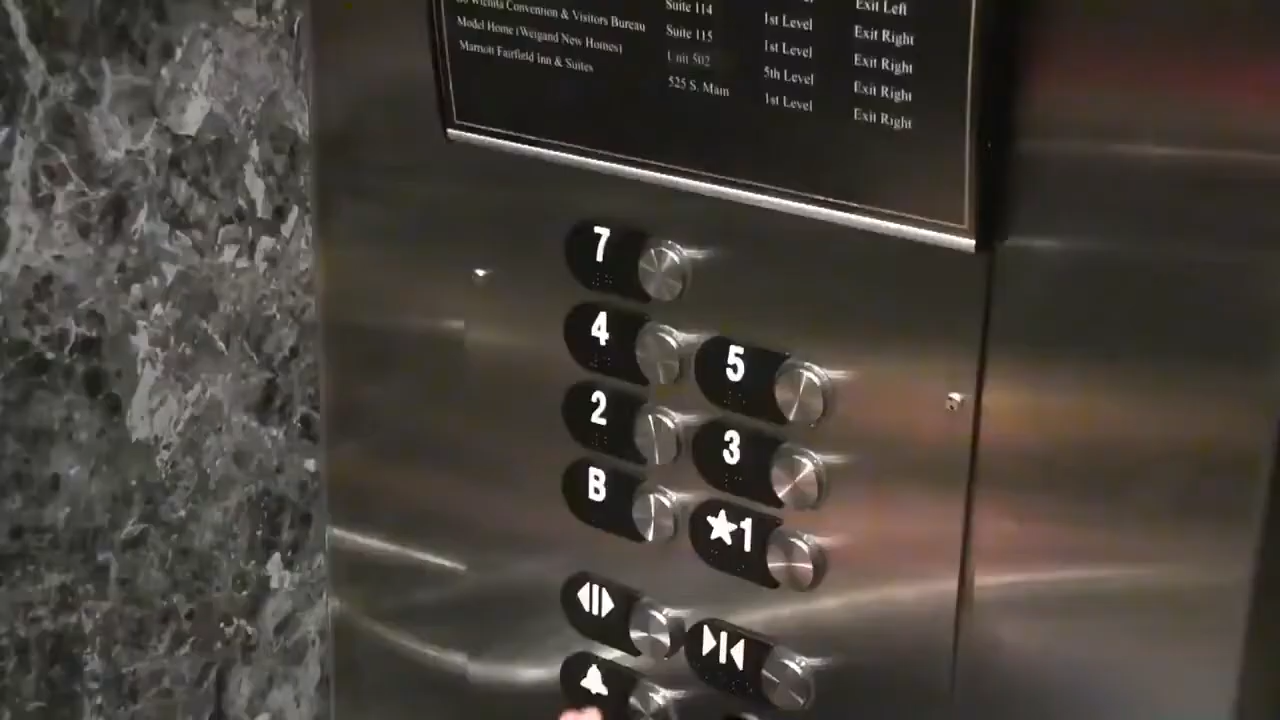 Exit Left
Suite 114 1st Level Exit Right
Go Wichita Convention & Visitors Bureau Suite 115 1st Level Exit Right
Model Home (Weigand New Homes) Unit 502 5th Level Exit Right
Marriott Fairfield Inn & Suites 525 S. Main 1st Level Exit Right
7
4 5
2 3
B ★1